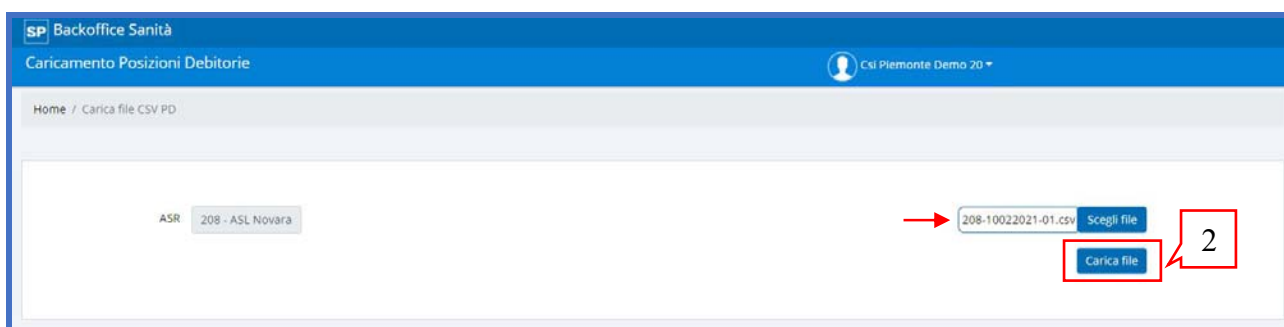 SP Backoffice Sanità
Caricamento Posizioni Debitorie
Csi Piemonte Demo 20
Home / Carica file CSV PD
ASR 208 - ASL Novara
208-10022021-01.csv Scegli file
Carica file
2